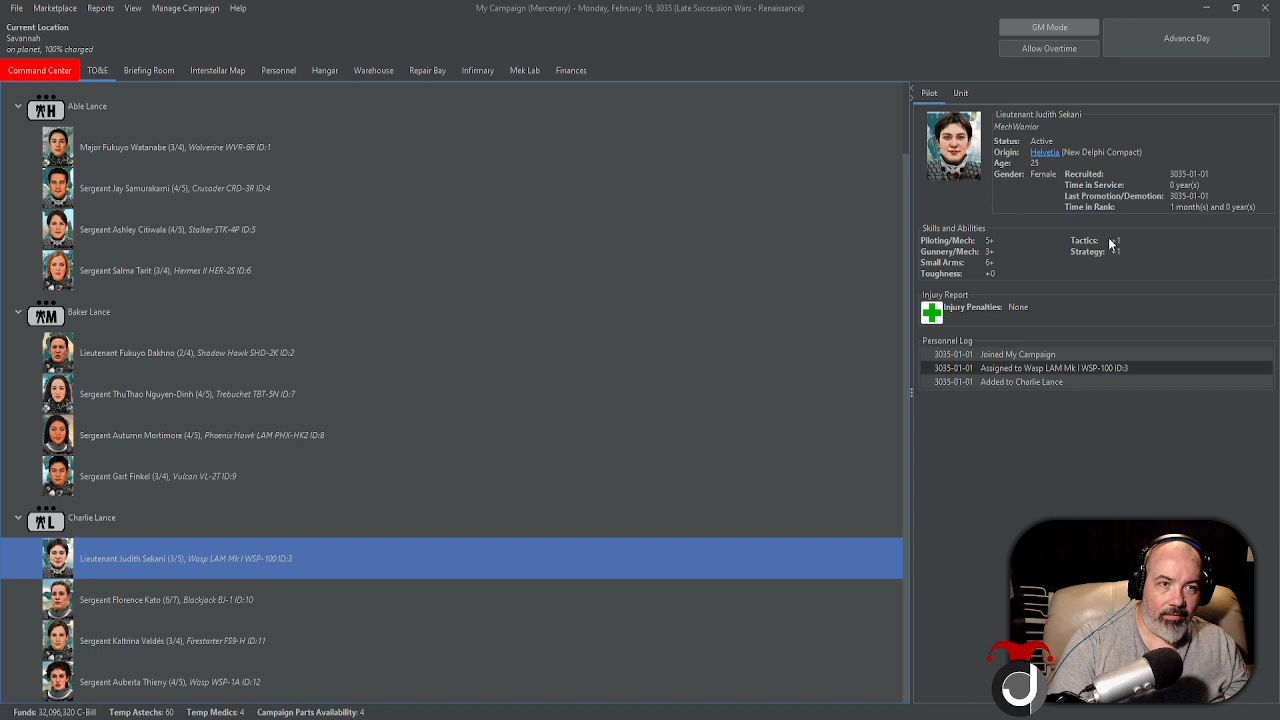 File Marketplace Reports View Manage Campaign Help
My Campaign (Mercenary) - Monday, February 16, 3035 (Late Succession Wars - Renaissance)
Current Location
Savannah
on planet, 100% charged
GM Mode
Allow Overtime
Advance Day
Command Center TO&E Briefing Room Interstellar Map Personnel Hangar Warehouse Repair Bay Infirmary Mek Lab Finances
H Able Lance
Major Fukuyo Watanabe (3/4), Wolverine WVR-6R ID:1
Sergeant Jay Samurakami (4/5), Crusader CRD-3R ID:4
Sergeant Ashley Citiwala (4/5), Stalker STK-4P ID:5
Sergeant Salma Tarit (3/4), Hermes II HER-2S ID:6
M Baker Lance
Lieutenant Fukuyo Dakhno (2/4), Shadow Hawk SHD-2K ID:2
Sergeant ThuThao Nguyen-Dinh (4/5), Trebuchet TBT-5N ID:7
Sergeant Autumn Mortimore (4/5), Phoenix Hawk LAM PHX-HK2 ID:8
Sergeant Gart Finkel (3/4), Vulcan VL-2T ID:9
L Charlie Lance
Lieutenant Judith Sekani (3/5), Wasp LAM Mk I WSP-100 ID:3
Sergeant Florence Kato (6/7), Blackjack BJ-1 ID:10
Sergeant Kaltrina Valdés (3/4), Firestarter FS9-H ID:11
Sergeant Auberta Thierry (4/5), Wasp WSP-1A ID:12
Pilot Unit
Lieutenant Judith Sekani
MechWarrior
Status: Active
Origin: Helvetia (New Delphi Compact)
Age: 25
Gender: Female Recruited: 3035-01-01
Time in Service: 0 year(s)
Last Promotion/Demotion: 3035-01-01
Time in Rank: 1 month(s) and 0 year(s)
Skills and Abilities
Piloting/Mech: 5+ Tactics: +1
Gunnery/Mech: 3+ Strategy: +1
Small Arms: 6+
Toughness: +0
Injury Report
Injury Penalties: None
Personnel Log
3035-01-01 Joined My Campaign
3035-01-01 Assigned to Wasp LAM Mk I WSP-100 ID:3
3035-01-01 Added to Charlie Lance
Funds: 32,096,320 C-Bill Temp Astechs: 60 Temp Medics: 4 Campaign Parts Availability: 4